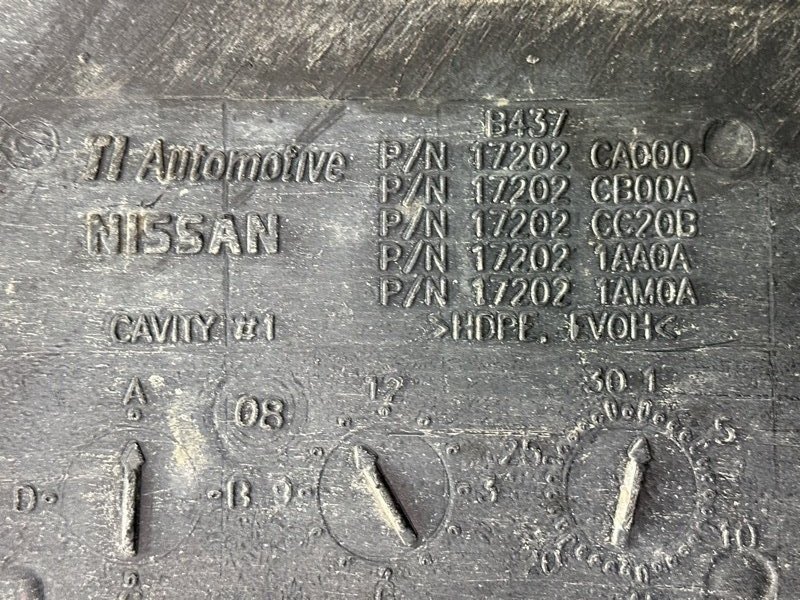 B437
TI Automotive P/N 17202 CA000
P/N 17202 CB00A
NISSAN P/N 17202 CC20B
P/N 17202 1AA0A
P/N 17202 1AM0A
CAVITY #1 >HDPE, EVOH<
A 08 12 30 1
5
D B 9 3 25
10